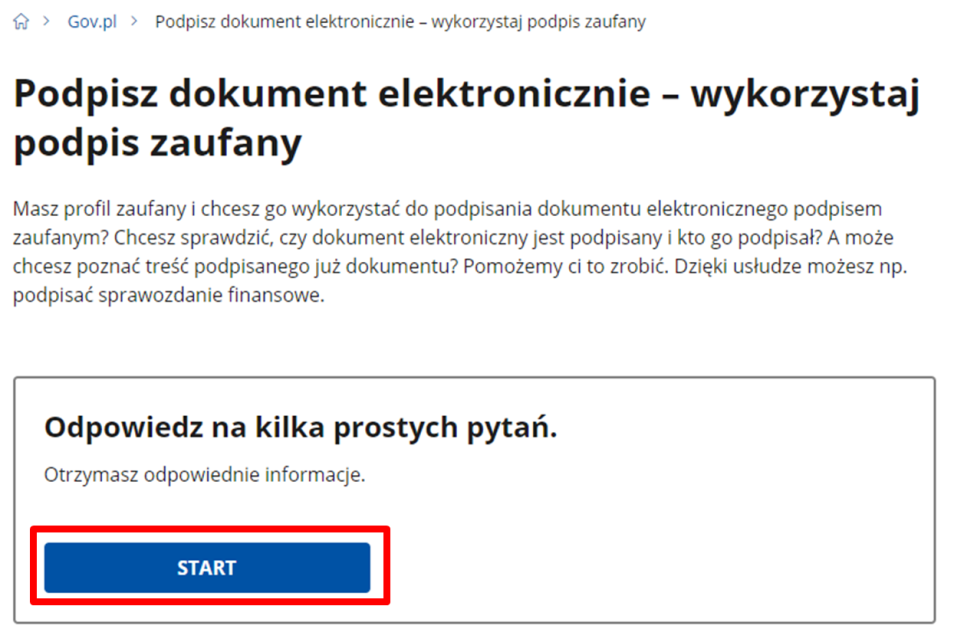 Gov.pl > Podpisz dokument elektronicznie – wykorzystaj podpis zaufany
Podpisz dokument elektronicznie – wykorzystaj
podpis zaufany
Masz profil zaufany i chcesz go wykorzystać do podpisania dokumentu elektronicznego podpisem
zaufanym? Chcesz sprawdzić, czy dokument elektroniczny jest podpisany i kto go podpisał? A może
chcesz poznać treść podpisanego już dokumentu? Pomożemy ci to zrobić. Dzięki usłudze możesz np.
podpisać sprawozdanie finansowe.
Odpowiedz na kilka prostych pytań.
Otrzymasz odpowiednie informacje.
START